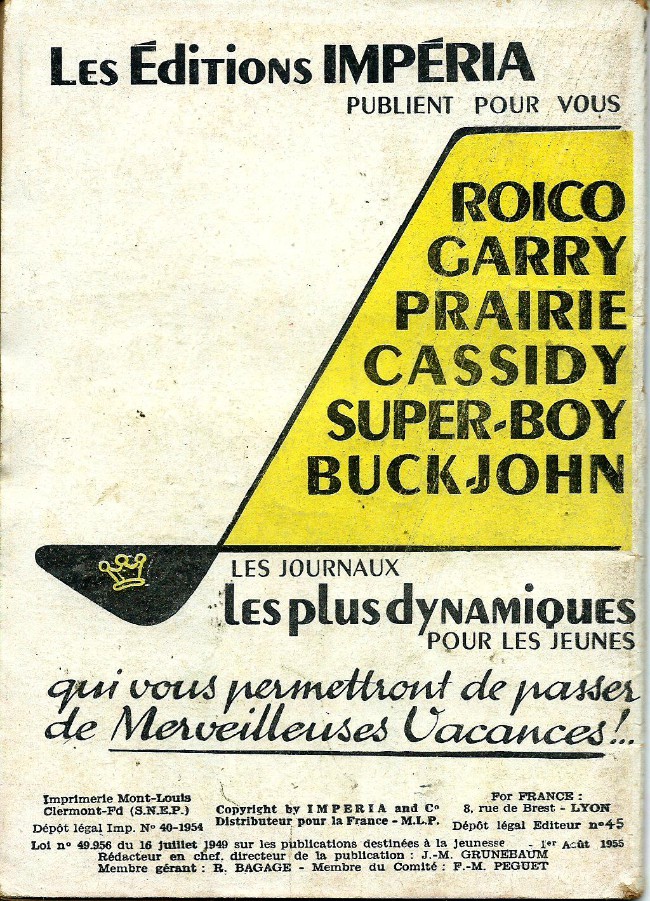 Les Éditions IMPÉRIA
PUBLIENT POUR VOUS
ROICO
GARRY
PRAIRIE
CASSIDY
SUPER-BOY
BUCK-JOHN
LES JOURNAUX
les plus dynamiques
POUR LES JEUNES
qui vous permettront de passer
de Merveilleuses Vacances!..
Imprimerie Mont-Louis
Clermont-Fd (S.N.E.P.)
Dépôt légal Imp. No 40-1954
Copyright by IMPERIA and Co
Distributeur pour la France - M.L.P.
For FRANCE :
8, rue de Brest - LYON
Dépôt légal Editeur no 45
Loi no 49.956 du 16 juillet 1949 sur les publications destinées à la jeunesse - 1er Août 1955
Rédacteur en chef. directeur de la publication : J.-M. GRUNEBAUM
Membre gérant : R. BAGAGE - Membre du Comité : F.-M. PEGUET